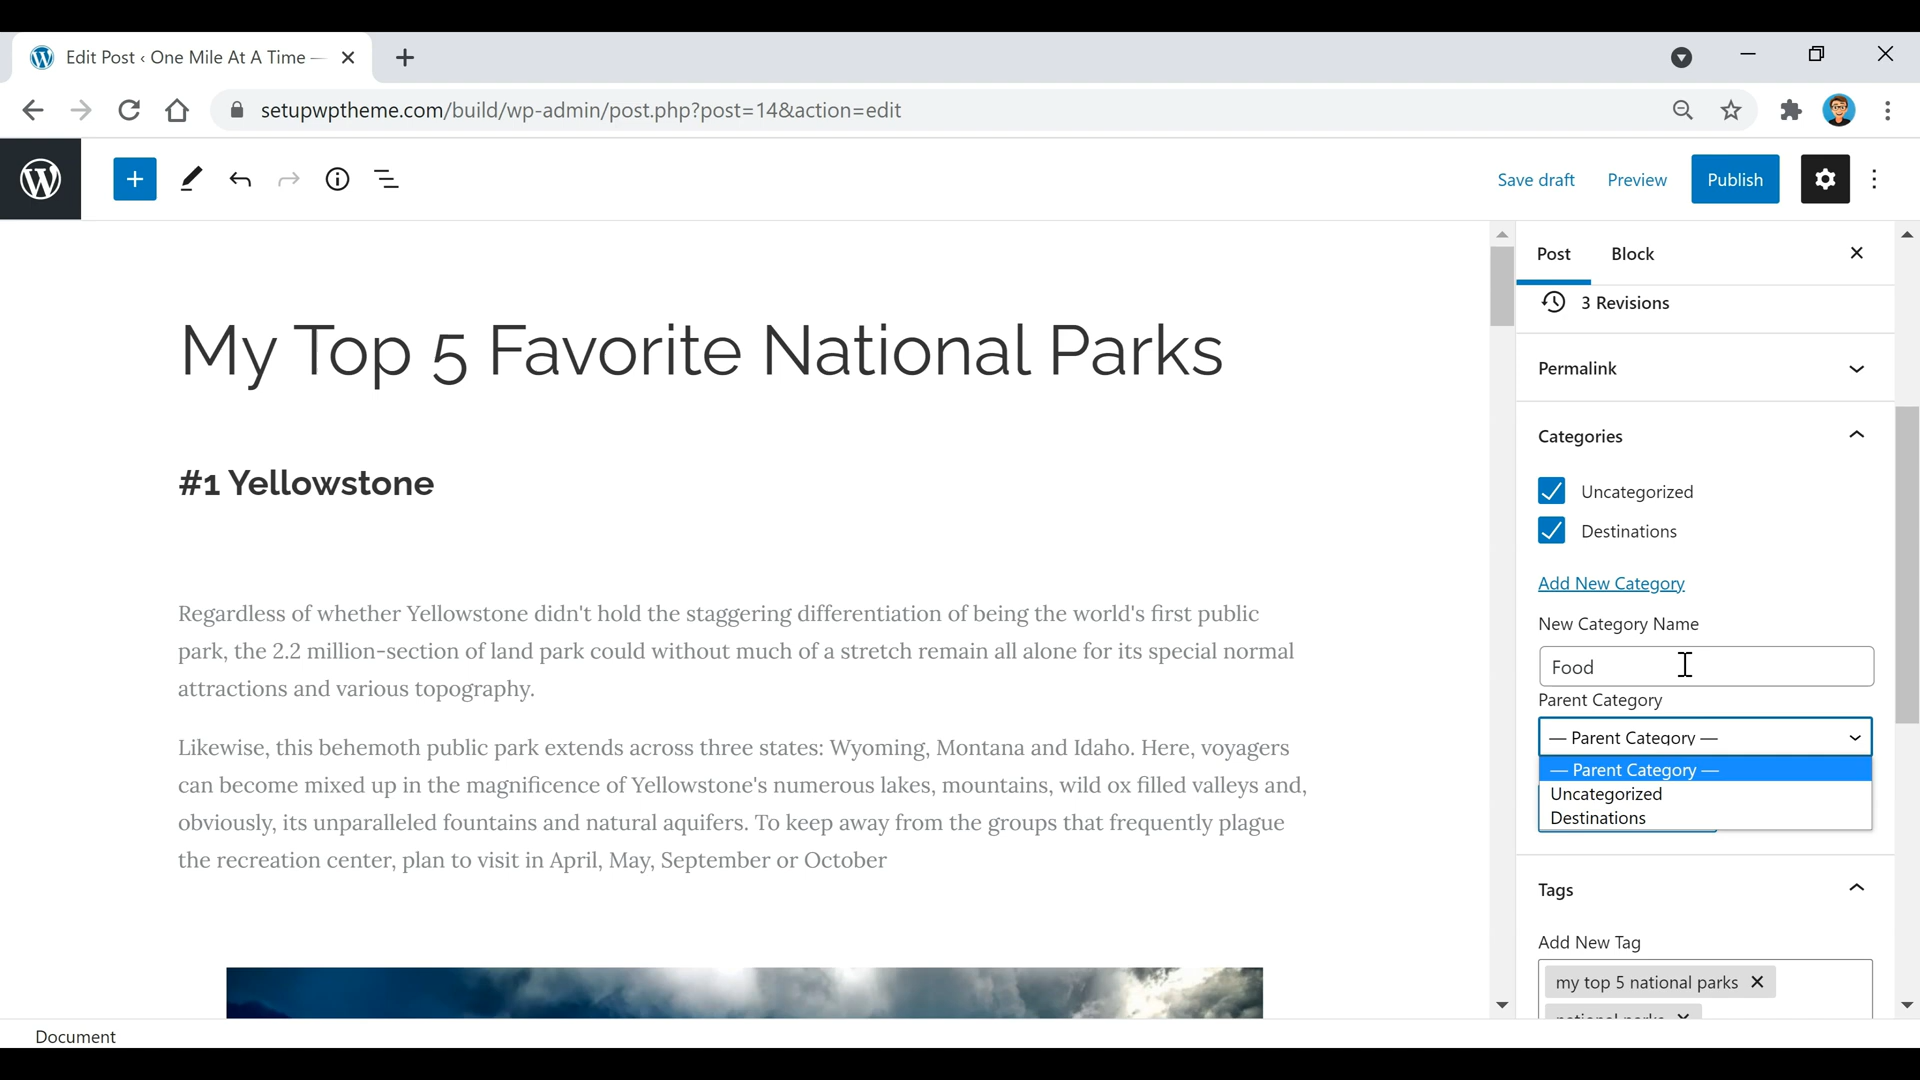 Edit Post ‹ One Mile At A Time —
setupwptheme.com/build/wp-admin/post.php?post=14&action=edit
Save draft
Preview
Publish
Post
Block
3 Revisions
Permalink
Categories
Uncategorized
Destinations
Add New Category
New Category Name
Food
Parent Category
— Parent Category —
— Parent Category —
Uncategorized
Destinations
Tags
Add New Tag
my top 5 national parks
national parks
My Top 5 Favorite National Parks
#1 Yellowstone
Regardless of whether Yellowstone didn't hold the staggering differentiation of being the world's first public
park, the 2.2 million-section of land park could without much of a stretch remain all alone for its special normal
attractions and various topography.
Likewise, this behemoth public park extends across three states: Wyoming, Montana and Idaho. Here, voyagers
can become mixed up in the magnificence of Yellowstone's numerous lakes, mountains, wild ox filled valleys and,
obviously, its unparalleled fountains and natural aquifers. To keep away from the groups that frequently plague
the recreation center, plan to visit in April, May, September or October
Document